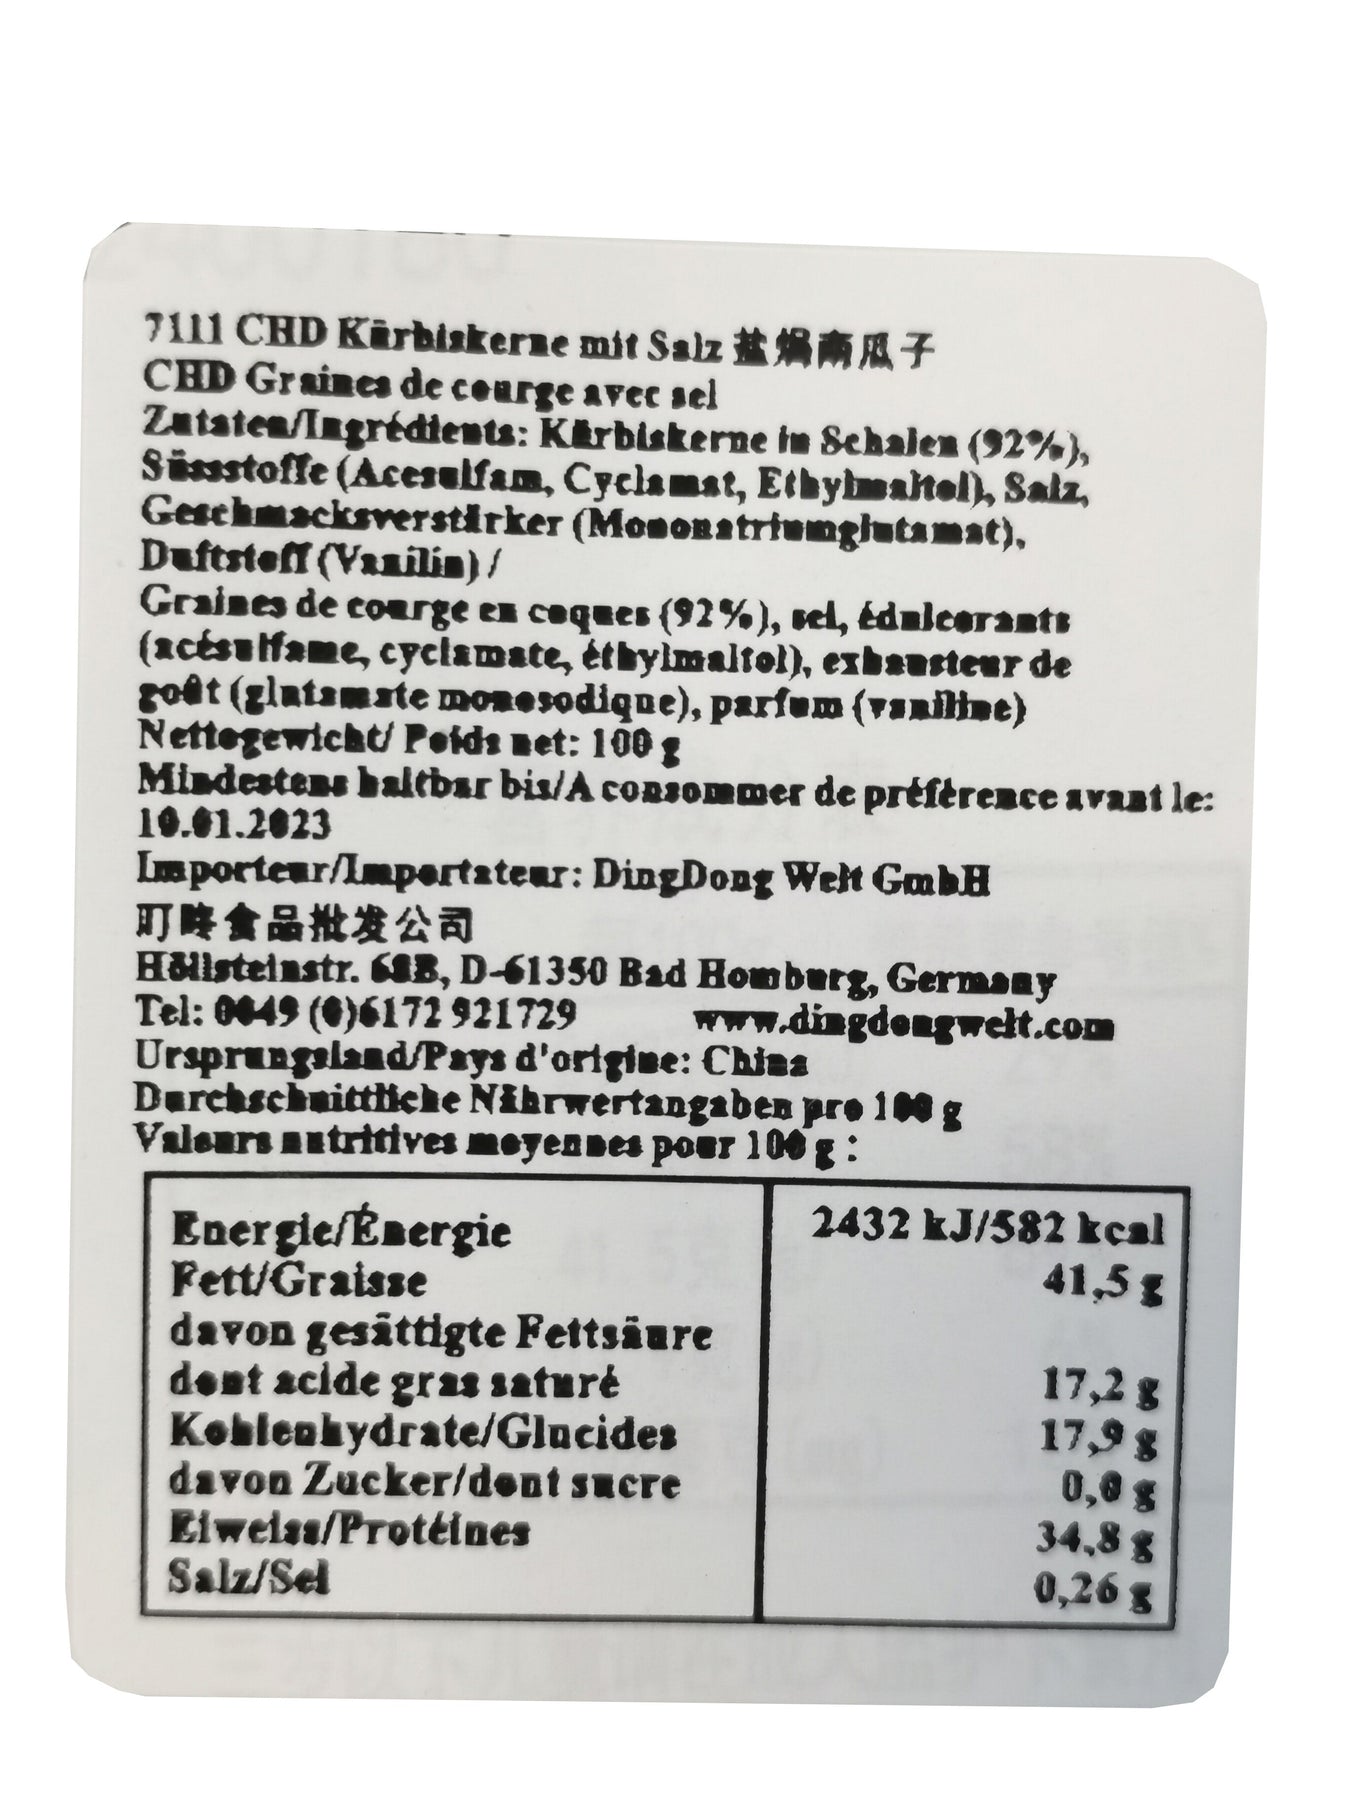 7111 CHD Kürbiskerne mit Salz 盐焗南瓜子
CHD Graines de courge avec sel
Zutaten/Ingrédients: Kürbiskerne in Schalen (92%),
Süssstoffe (Acesulfam, Cyclamat, Ethylmaltol), Salz,
Geschmacksverstärker (Mononatriumglutamat),
Duftstoff (Vanilin) /
Graines de courge en coques (92%), sel, édulcorants
(acésulfame, cyclamate, éthylmaltol), exhausteur de
goût (glutamate monosodique), parfum (vaniline)
Nettogewicht/ Poids net: 100 g
Mindestens haltbar bis/A consommer de préférence avant le:
10.01.2023
Importeur/Importateur: DingDong Welt GmbH
叮咚食品批发公司
Höllsteinstr. 68B, D-61350 Bad Homburg, Germany
Tel: 0049 (0)6172 921729 www.dingdongwelt.com
Ursprungsland/Pays d'origine: China
Durchschnittliche Nährwertangaben pro 100 g
Valeurs nutritives moyennes pour 100 g :
Energie/Énergie 2432 kJ/582 kcal
Fett/Graisse 41,5 g
davon gesättigte Fettsäure
dont acide gras saturé 17,2 g
Kohlenhydrate/Glucides 17,9 g
davon Zucker/dont sucre 0,0 g
Eiweiss/Protéines 34,8 g
Salz/Sel 0,26 g